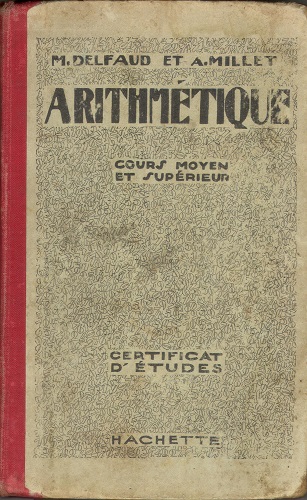 M. DELFAUD ET A. MILLET
ARITHMÉTIQUE
COURS MOYEN
ET SUPÉRIEUR
CERTIFICAT
D'ÉTUDES
HACHETTE